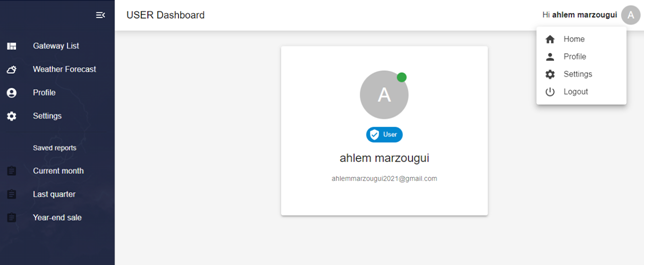 USER Dashboard
Hi ahlem marzougui
A
Home
Profile
Settings
Logout
Gateway List
Weather Forecast
Profile
Settings
Saved reports
Current month
Last quarter
Year-end sale
A
User
ahlem marzougui
ahlemmarzougui2021@gmail.com